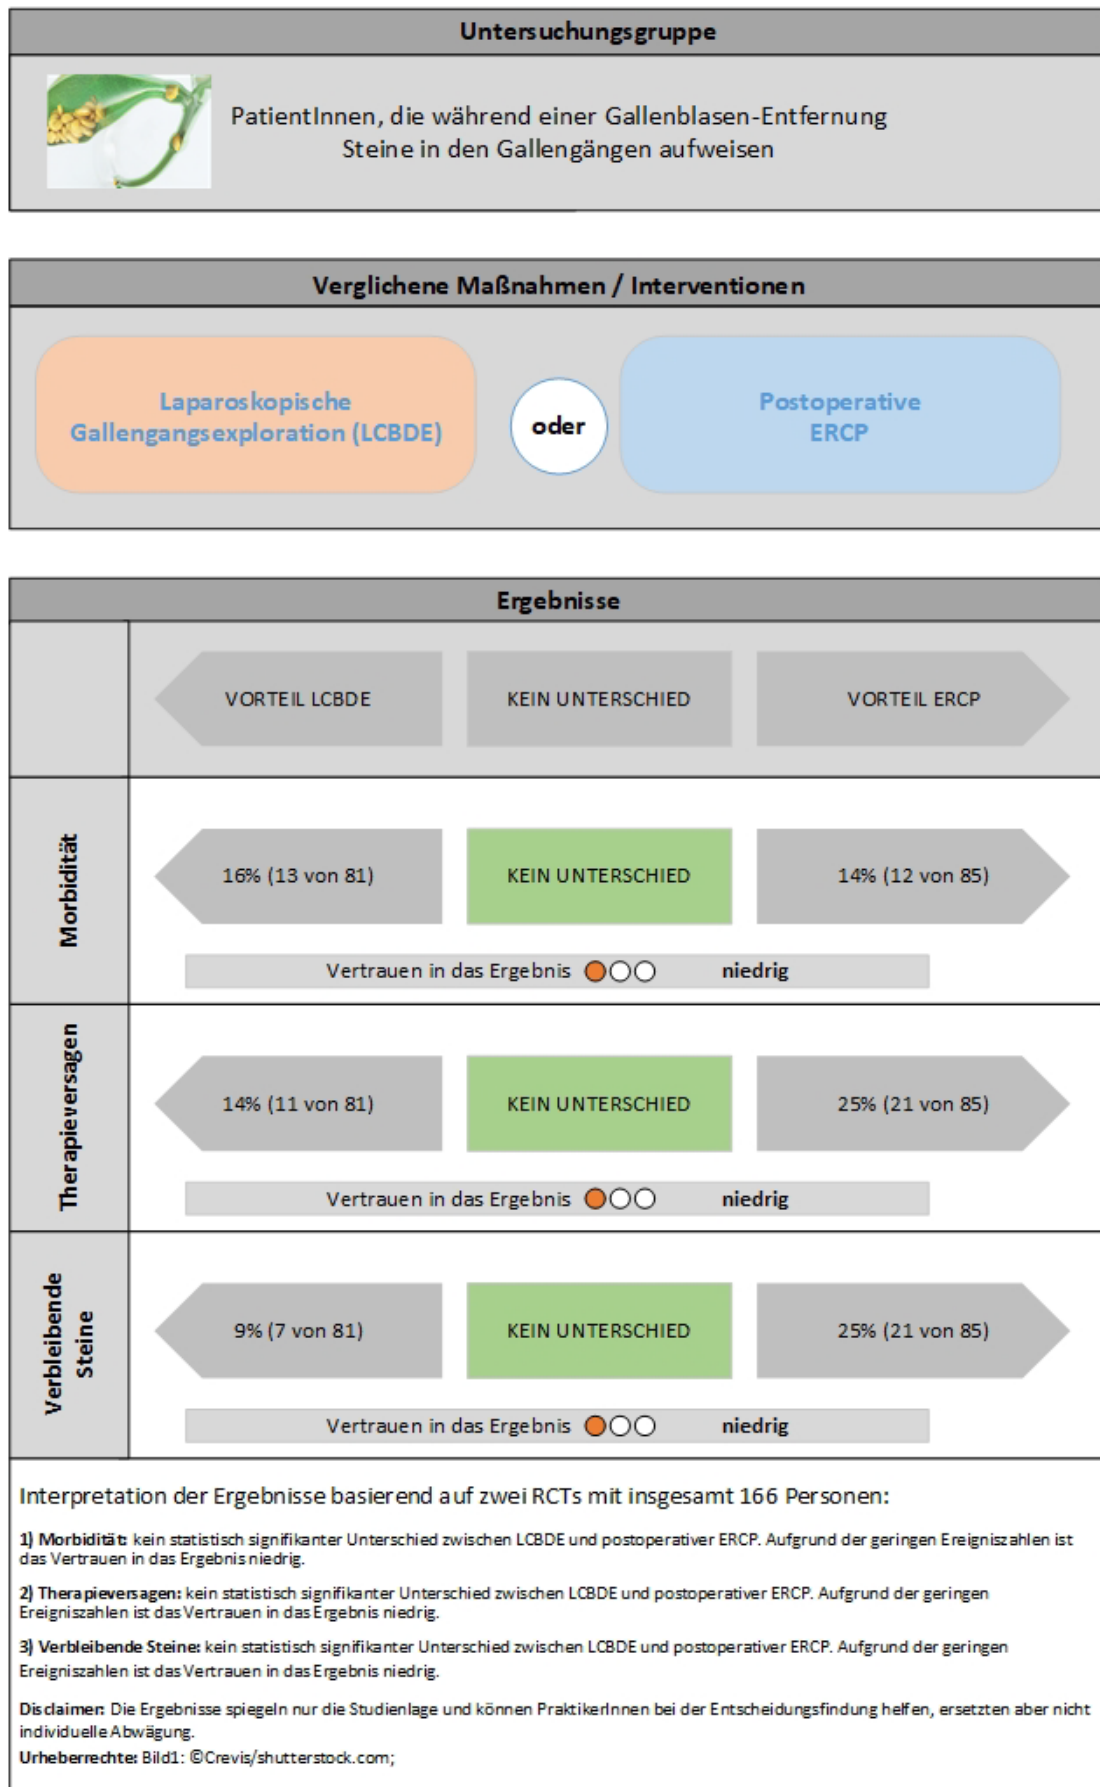 Untersuchungsgruppe
PatientInnen, die während einer Gallenblasen-Entfernung
Steine in den Gallengängen aufweisen
Verglichene Maßnahmen / Interventionen
Laparoskopische
Gallengangsexploration (LCBDE)
oder
Postoperative
ERCP
Ergebnisse
VORTEIL LCBDE
KEIN UNTERSCHIED
VORTEIL ERCP
Morbidität
16% (13 von 81)
KEIN UNTERSCHIED
14% (12 von 85)
Vertrauen in das Ergebnis niedrig
Therapieversagen
14% (11 von 81)
KEIN UNTERSCHIED
25% (21 von 85)
Vertrauen in das Ergebnis niedrig
Verbleibende
Steine
9% (7 von 81)
KEIN UNTERSCHIED
25% (21 von 85)
Vertrauen in das Ergebnis niedrig
Interpretation der Ergebnisse basierend auf zwei RCTs mit insgesamt 166 Personen:
1) Morbidität: kein statistisch signifikanter Unterschied zwischen LCBDE und postoperativer ERCP. Aufgrund der geringen Ereigniszahlen ist
das Vertrauen in das Ergebnis niedrig.
2) Therapieversagen: kein statistisch signifikanter Unterschied zwischen LCBDE und postoperativer ERCP. Aufgrund der geringen
Ereigniszahlen ist das Vertrauen in das Ergebnis niedrig.
3) Verbleibende Steine: kein statistisch signifikanter Unterschied zwischen LCBDE und postoperativer ERCP. Aufgrund der geringen
Ereigniszahlen ist das Vertrauen in das Ergebnis niedrig.
Disclaimer: Die Ergebnisse spiegeln nur die Studienlage und können PraktikerInnen bei der Entscheidungsfindung helfen, ersetzten aber nicht
individuelle Abwägung.
Urheberrechte: Bild1: ©Crevis/shutterstock.com;